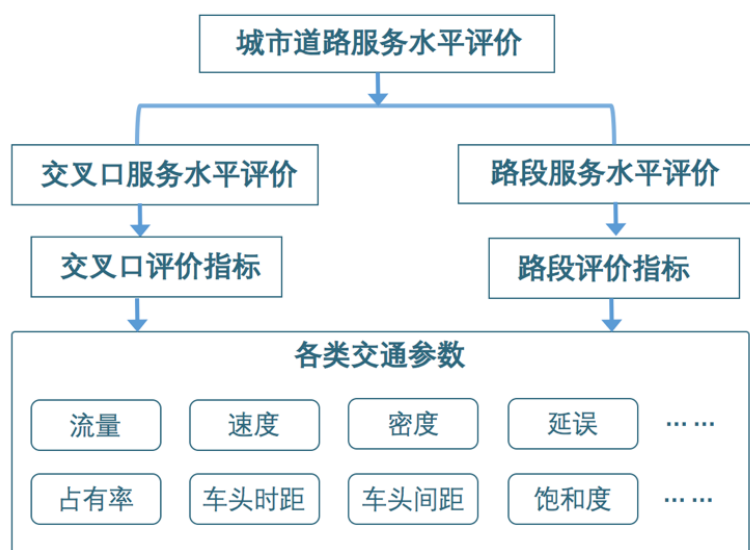 城市道路服务水平评价
交叉口服务水平评价 路段服务水平评价
交叉口评价指标 路段评价指标
各类交通参数
流量 速度 密度 延误 ……
占有率 车头时距 车头间距 饱和度 ……